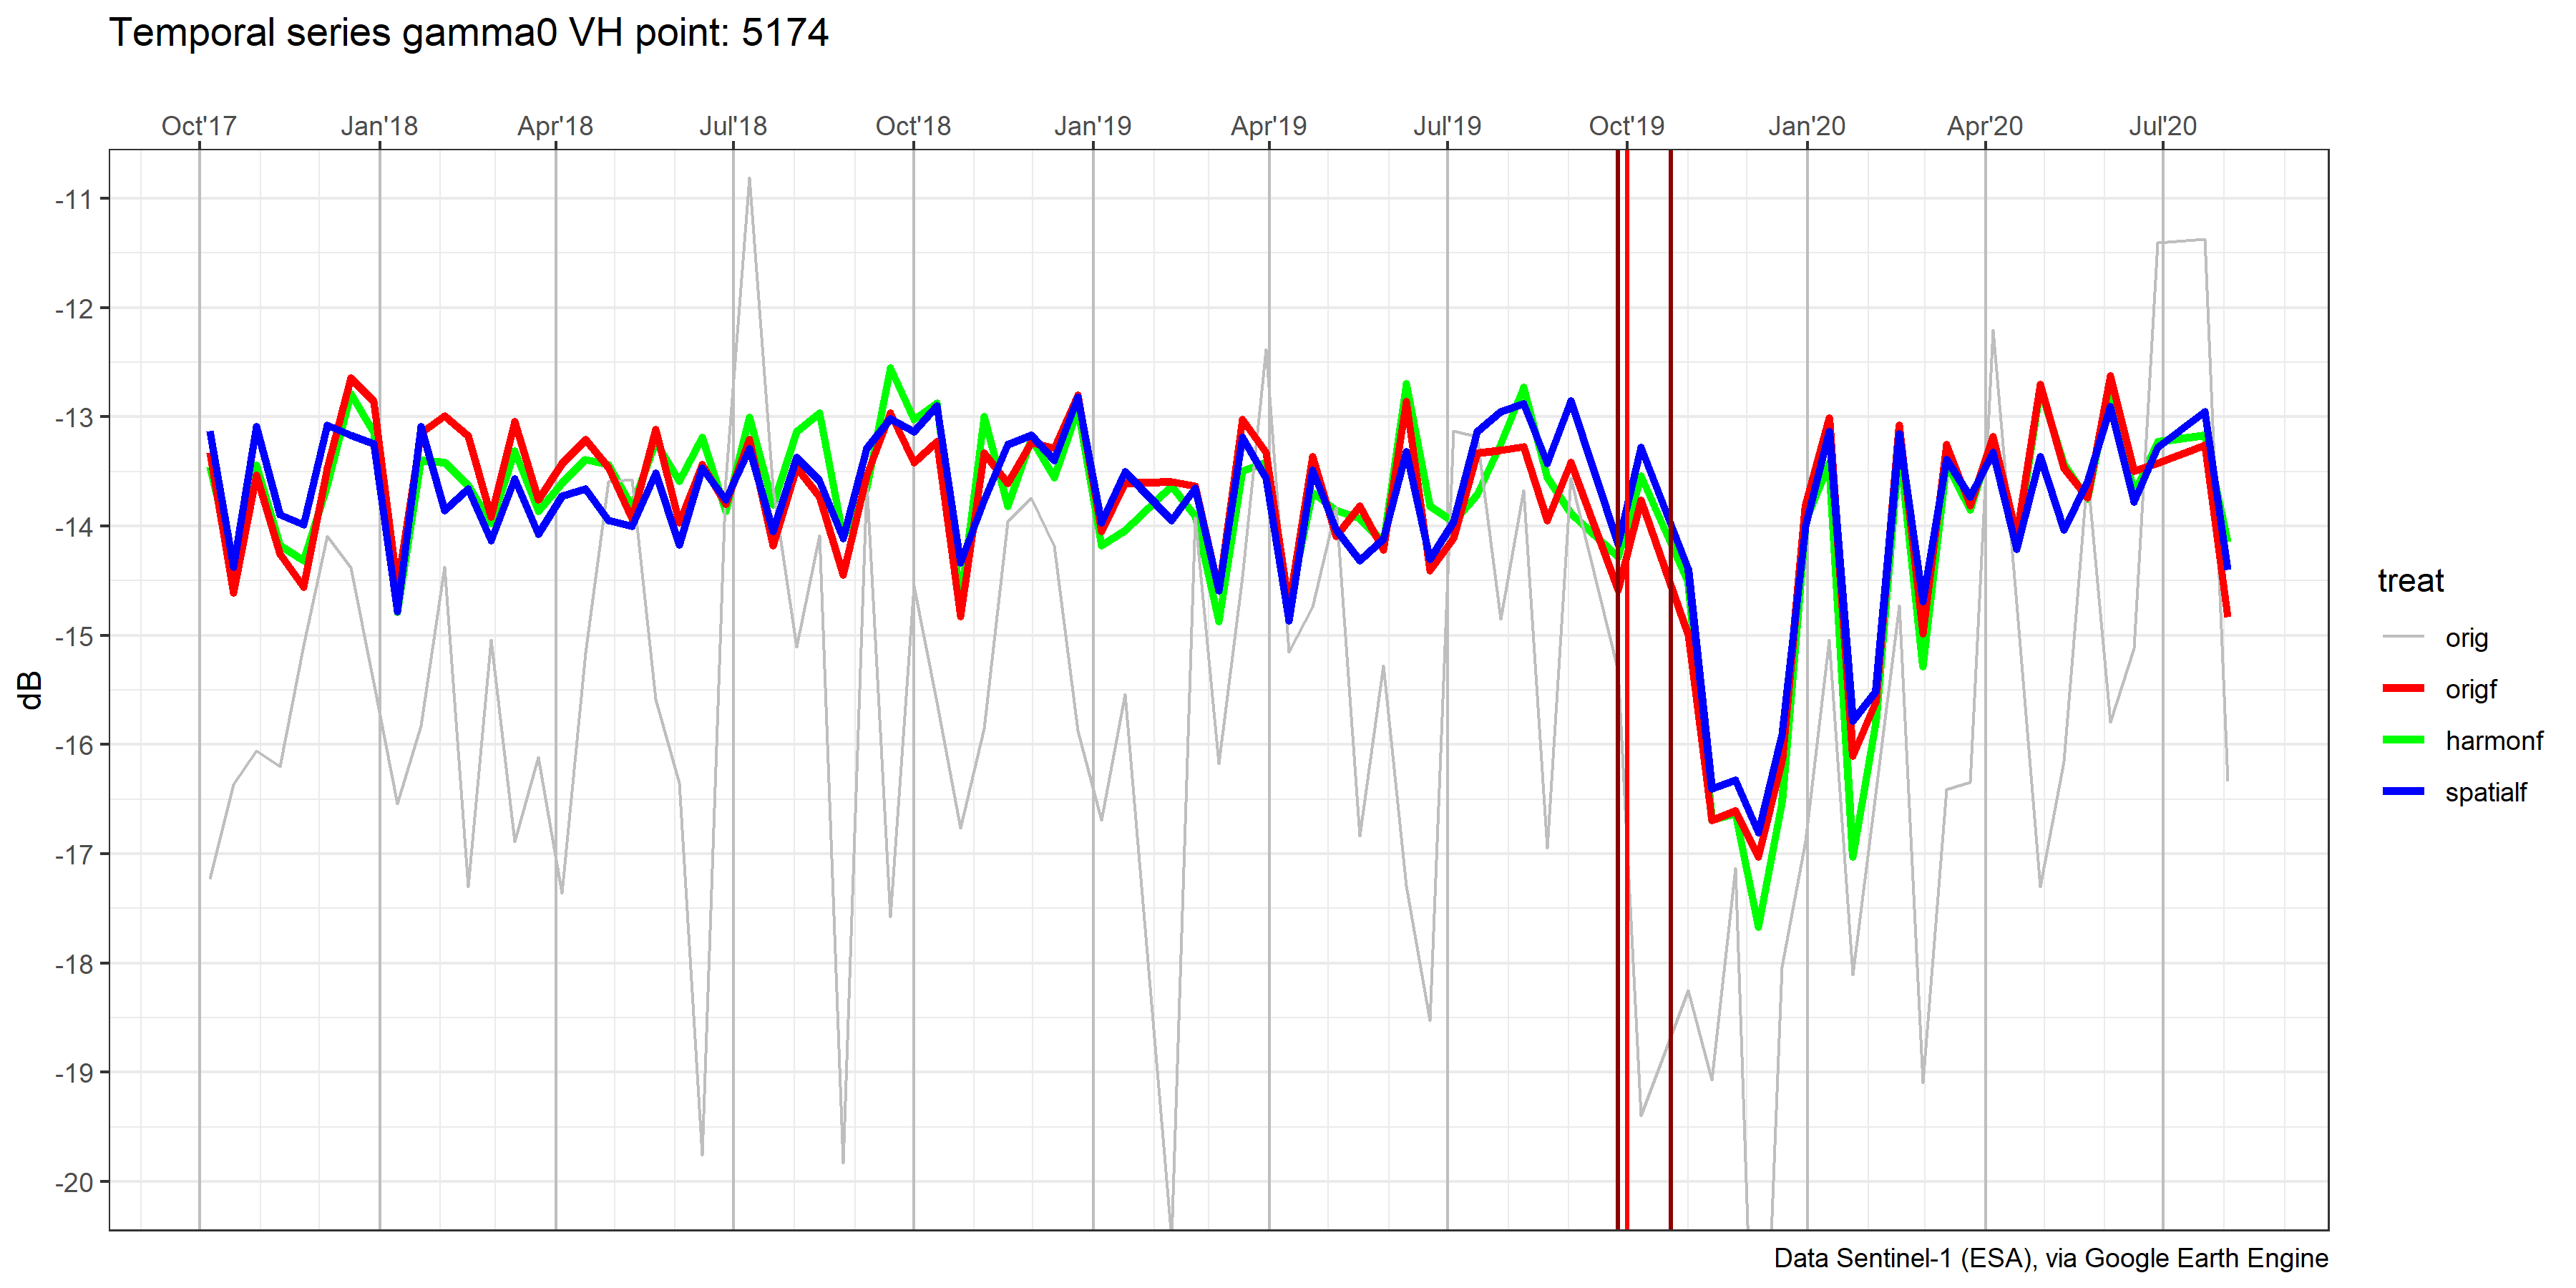 Temporal series gamma0 VH point: 5174
Oct'17 Jan'18 Apr'18 Jul'18 Oct'18 Jan'19 Apr'19 Jul'19 Oct'19 Jan'20 Apr'20 Jul'20
-11
-12
-13
-14
-15
-16
-17
-18
-19
-20
dB
treat
orig
origf
harmonf
spatialf
Data Sentinel-1 (ESA), via Google Earth Engine